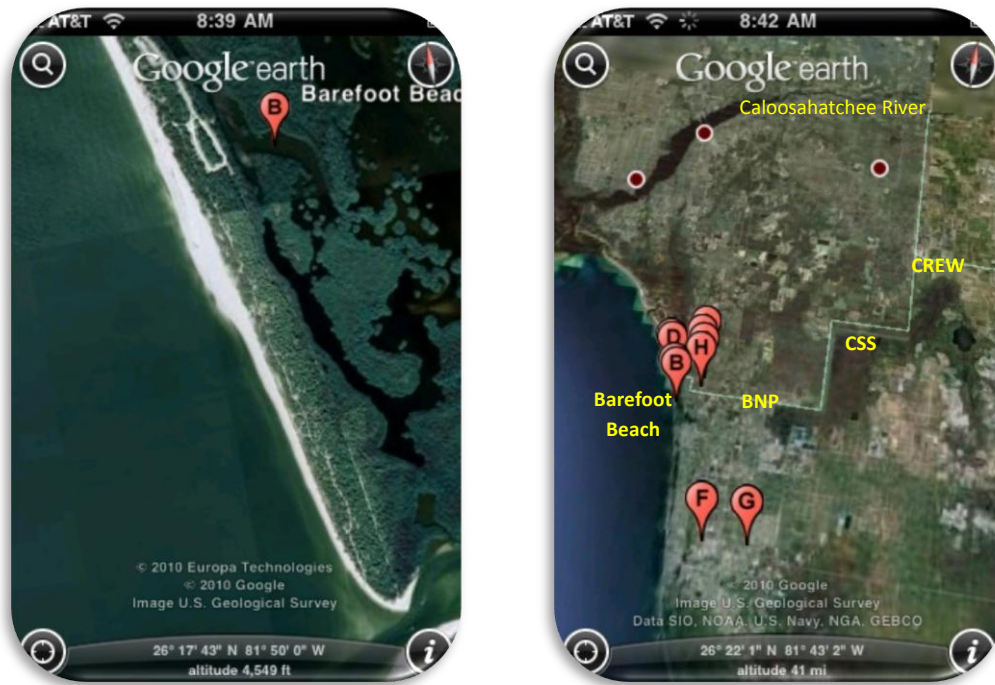 AT&T 8:39 AM
Google earth
Barefoot Beac
B
© 2010 Europa Technologies
© 2010 Google
Image U.S. Geological Survey
26° 17' 43" N 81° 50' 0" W
altitude 4,549 ft
i
AT&T 8:42 AM
Google earth
Caloosahatchee River
CREW
CSS
D
H
B
Barefoot
Beach
BNP
F
G
© 2010 Google
Image U.S. Geological Survey
Data SIO, NOAA, U.S. Navy, NGA, GEBCO
26° 22' 1" N 81° 43' 2" W
altitude 41 mi
i